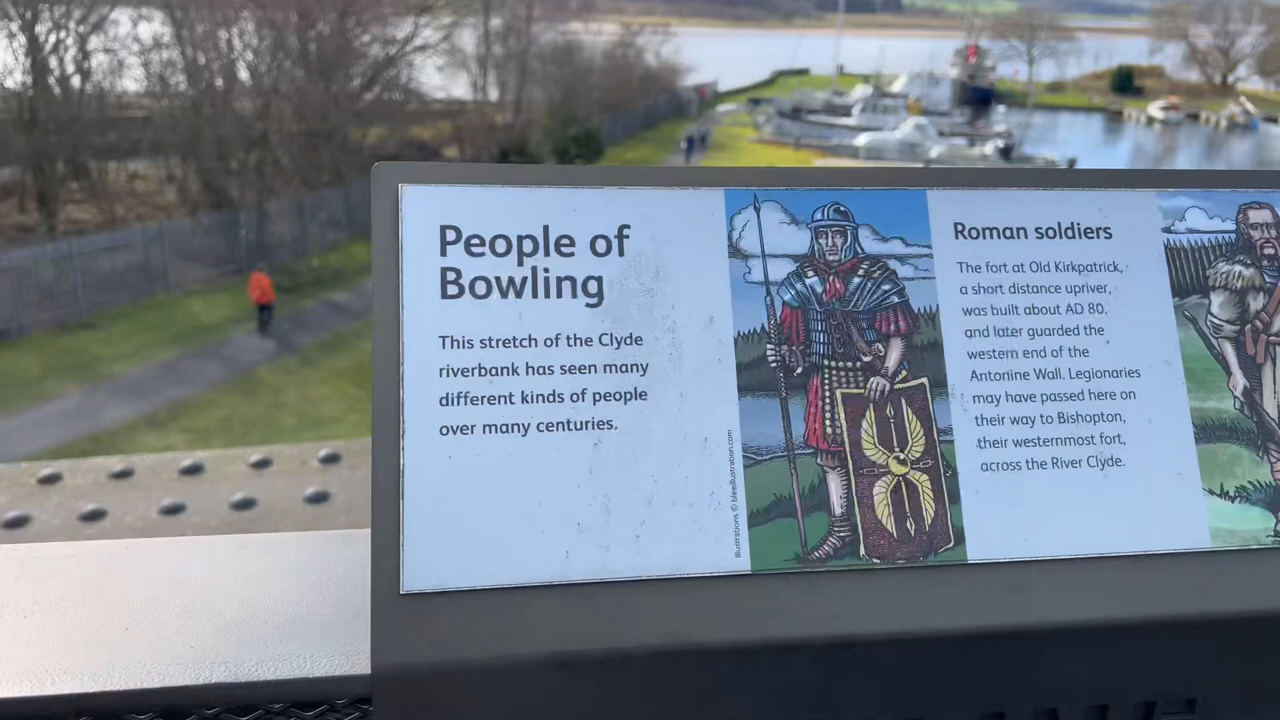 People of
Bowling
This stretch of the Clyde
riverbank has seen many
different kinds of people
over many centuries.
Illustrations © bleeillustration.com
Roman soldiers
The fort at Old Kirkpatrick,
a short distance upriver,
was built about AD 80,
and later guarded the
western end of the
Antonine Wall. Legionaries
may have passed here on
their way to Bishopton,
their westernmost fort,
across the River Clyde.